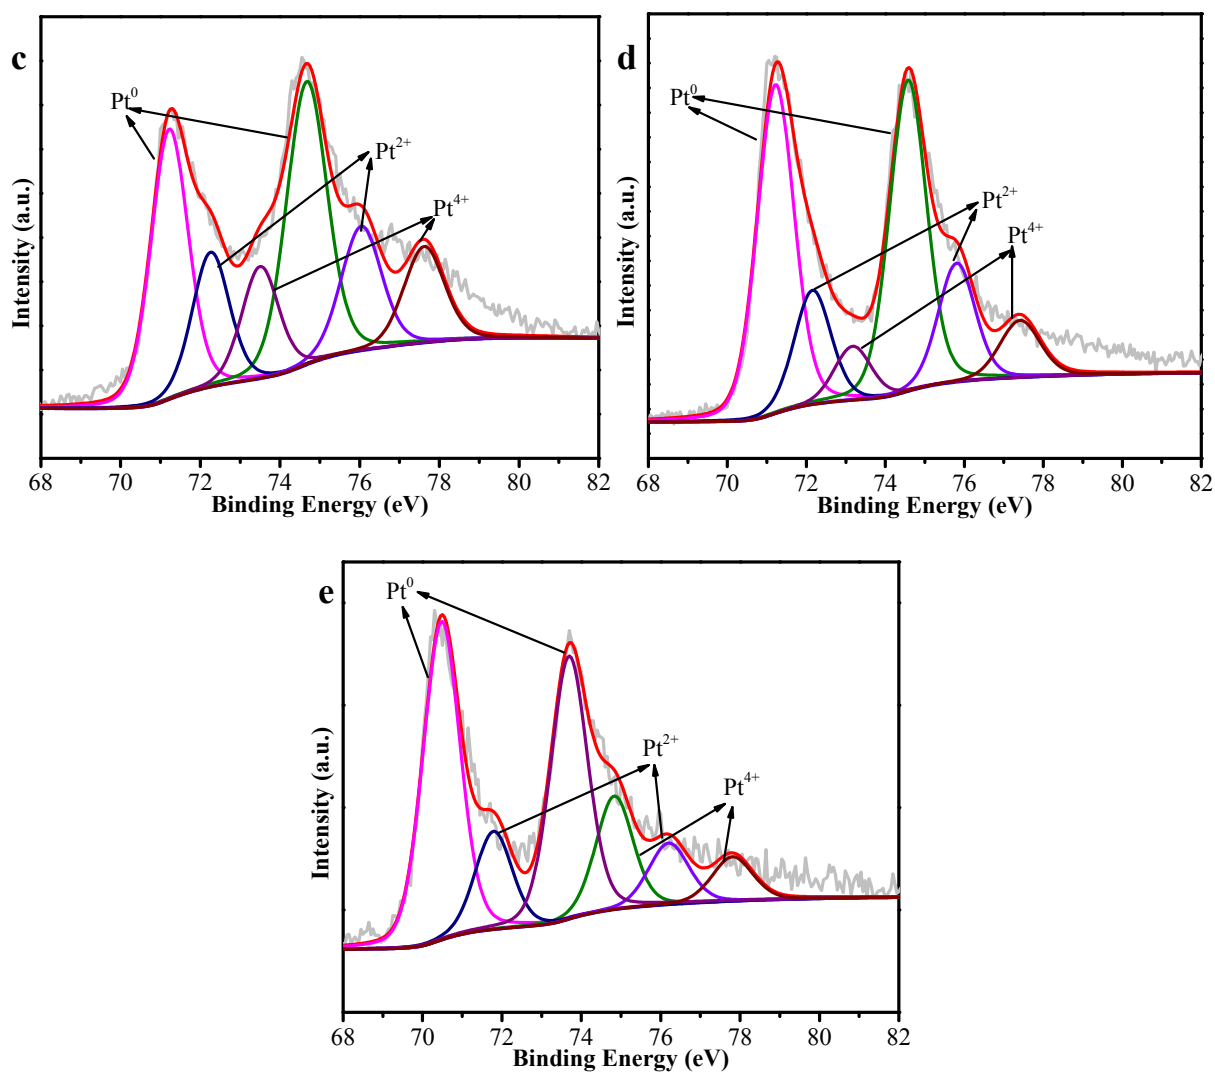 c
Pt⁰
Pt²⁺
Pt⁴⁺
Intensity (a.u.)
68 70 72 74 76 78 80 82
Binding Energy (eV)
d
Pt⁰
Pt²⁺
Pt⁴⁺
Intensity (a.u.)
68 70 72 74 76 78 80 82
Binding Energy (eV)
e
Pt⁰
Pt²⁺
Pt⁴⁺
Intensity (a.u.)
68 70 72 74 76 78 80 82
Binding Energy (eV)